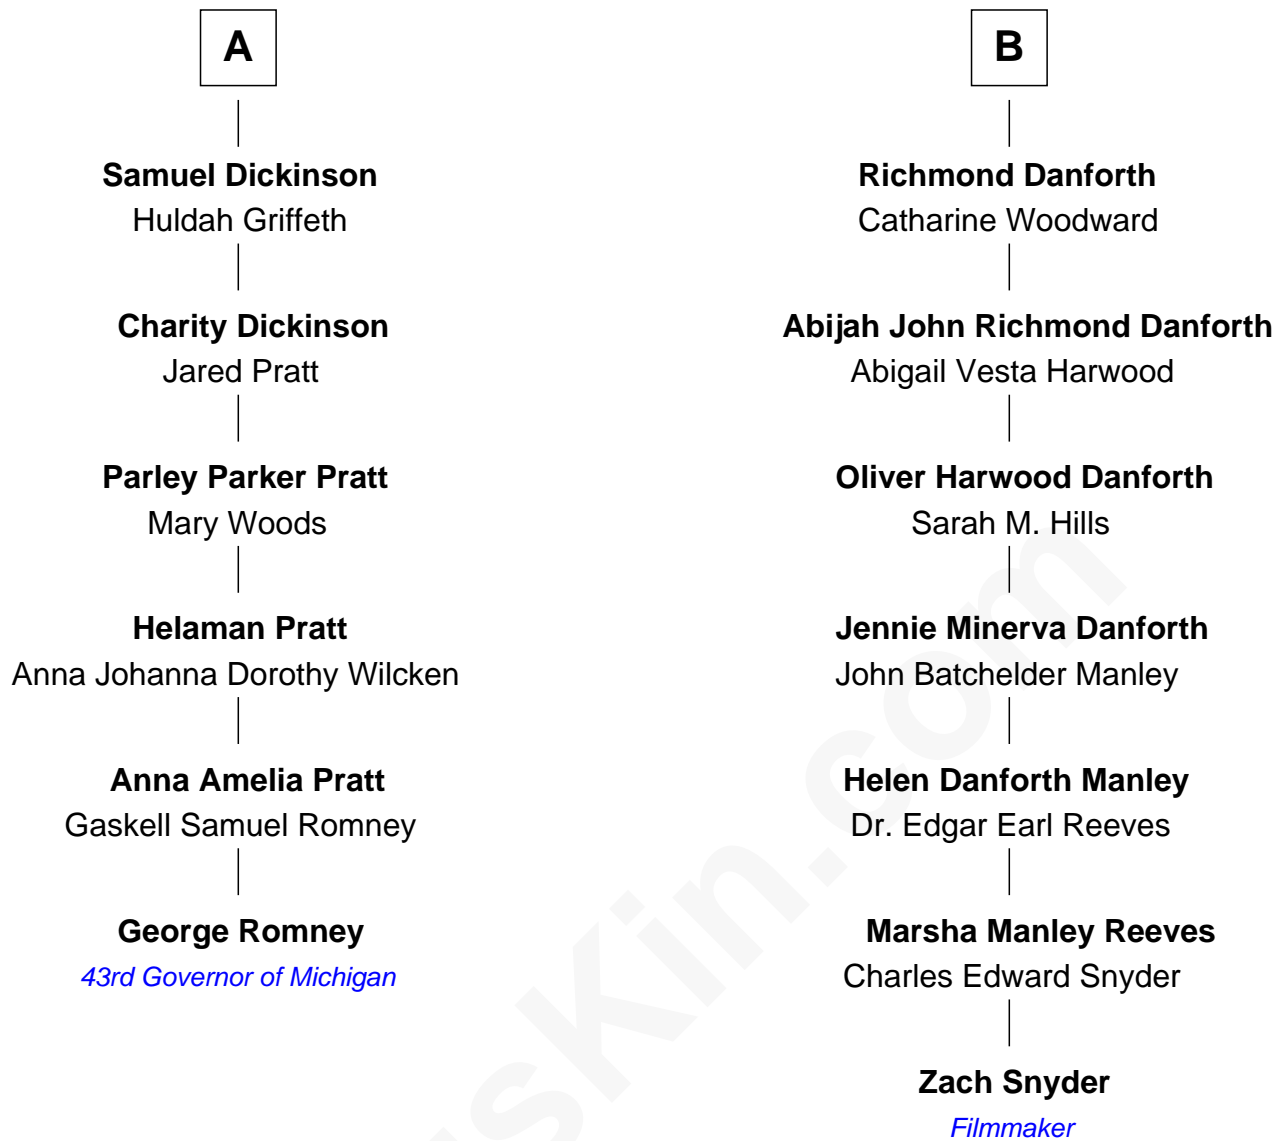 A
Samuel Dickinson
Huldah Griffeth
Charity Dickinson
Jared Pratt
Parley Parker Pratt
Mary Woods
Helaman Pratt
Anna Johanna Dorothy Wilcken
Anna Amelia Pratt
Gaskell Samuel Romney
George Romney
43rd Governor of Michigan
B
Richmond Danforth
Catharine Woodward
Abijah John Richmond Danforth
Abigail Vesta Harwood
Oliver Harwood Danforth
Sarah M. Hills
Jennie Minerva Danforth
John Batchelder Manley
Helen Danforth Manley
Dr. Edgar Earl Reeves
Marsha Manley Reeves
Charles Edward Snyder
Zach Snyder
Filmmaker
sKin.com